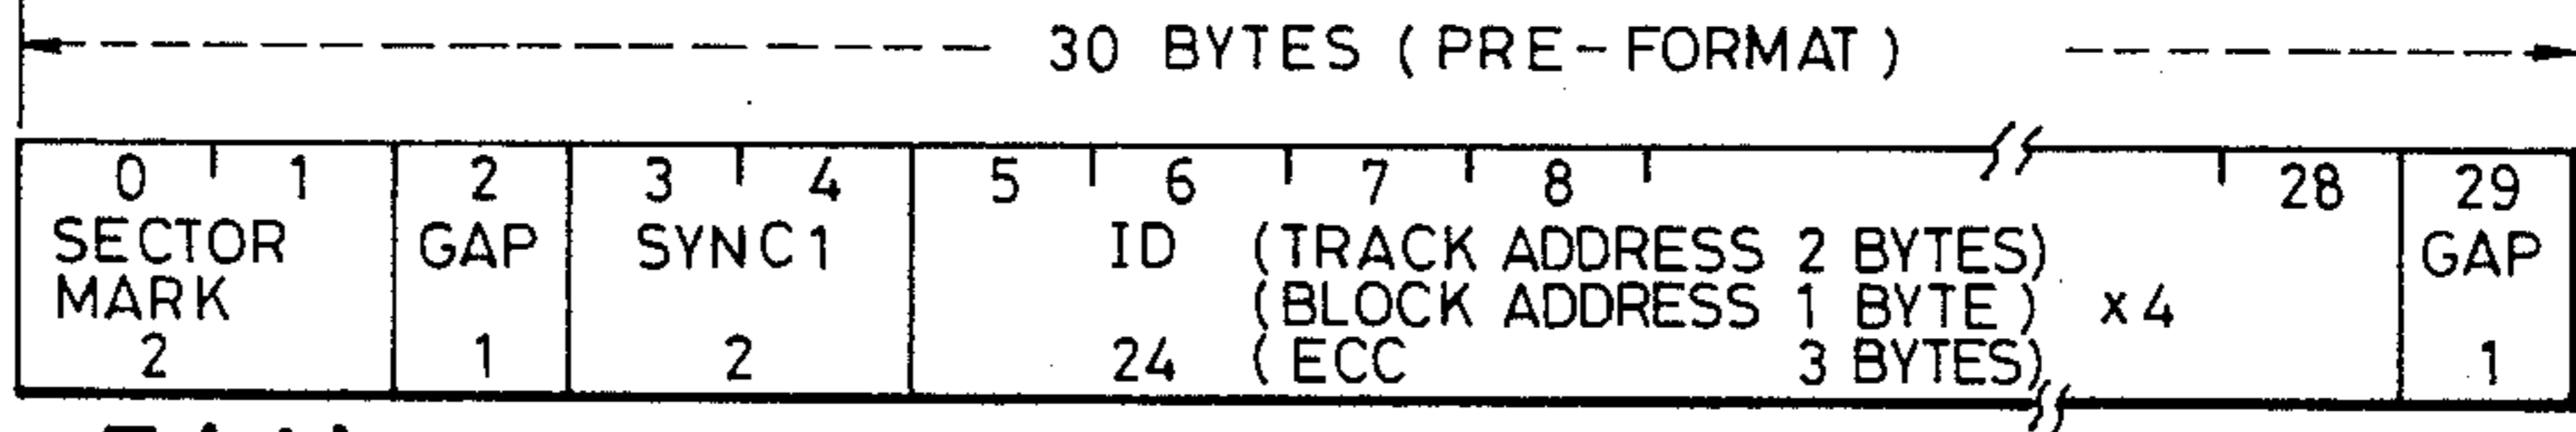 30 BYTES (PRE-FORMAT)
0 1 2 3 4 5 6 7 8 28 29
SECTOR GAP SYNC1 ID (TRACK ADDRESS 2 BYTES) GAP
MARK (BLOCK ADDRESS 1 BYTE) x4
2 1 2 24 (ECC 3 BYTES) 1